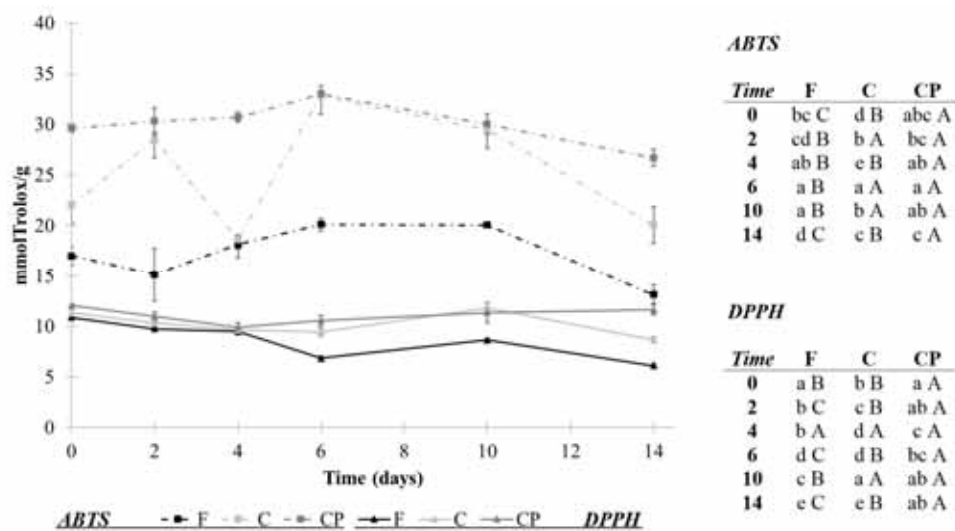 40
35
30
25
20
15
10
5
0
mmolTrolox/g
0 2 4 6 8 10 12 14
Time (days)
ABTS F C CP F C CP DPPH
ABTS
Time F C CP
0 bc C d B abc A
2 cd B b A bc A
4 ab B e B ab A
6 a B a A a A
10 a B b A ab A
14 d C c B c A
DPPH
Time F C CP
0 a B b B a A
2 b C c B ab A
4 b A d A c A
6 d C d B bc A
10 c B a A ab A
14 e C e B ab A